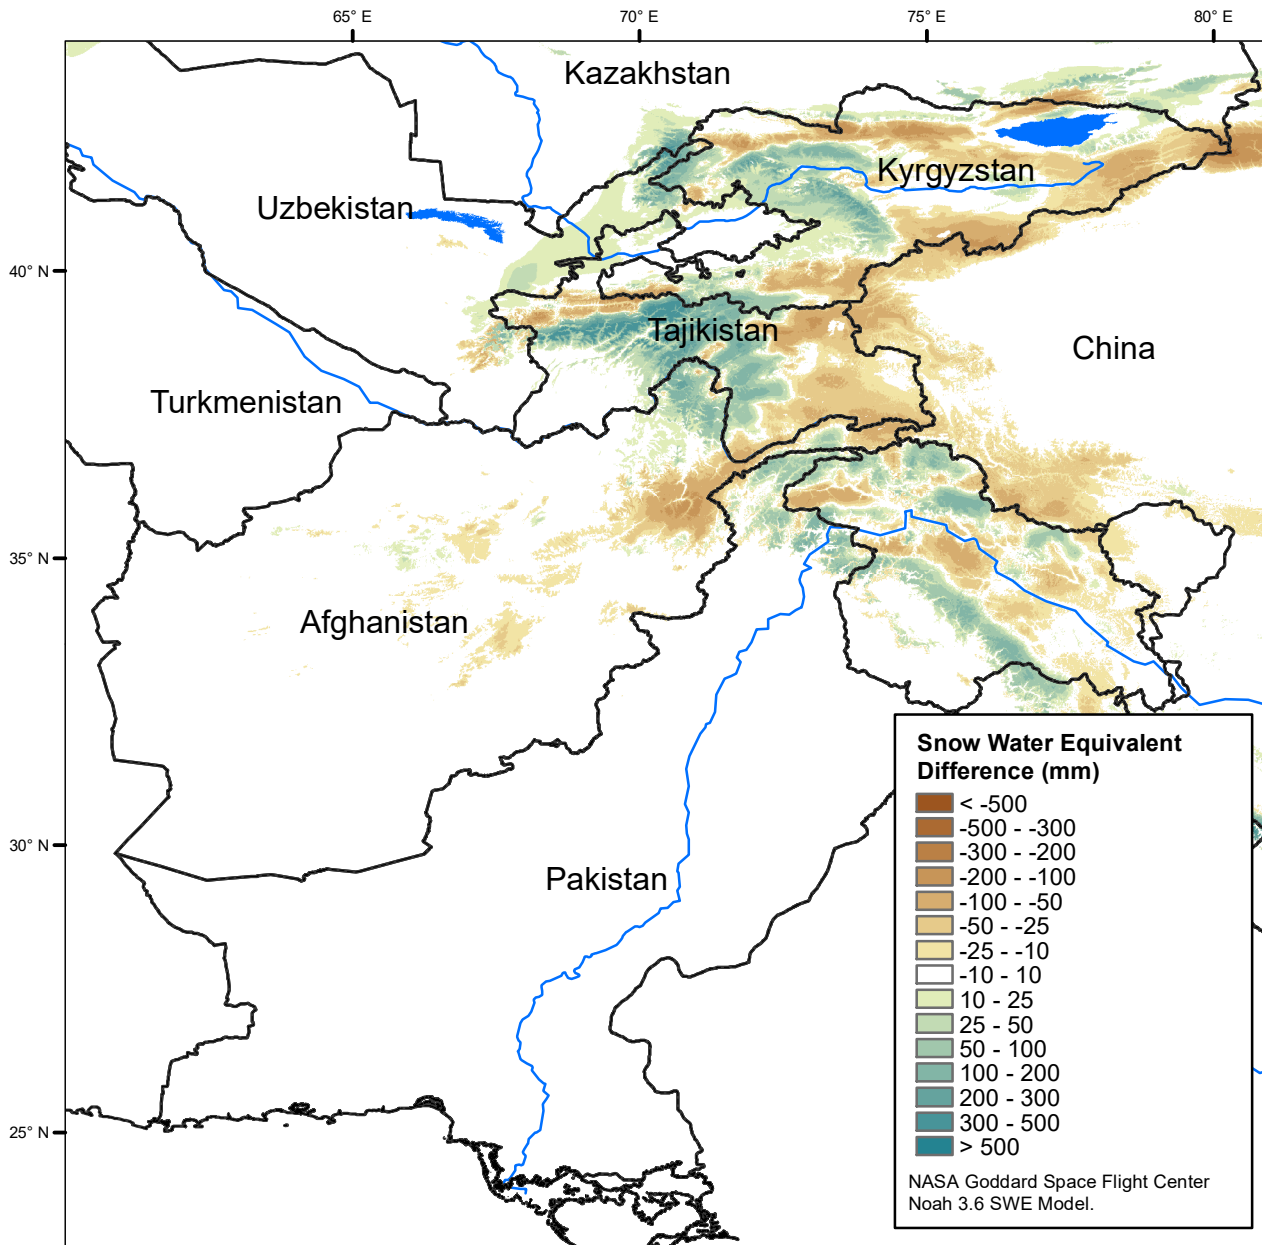 65° E
70° E
75° E
80° E
Kazakhstan
Kyrgyzstan
Uzbekistan
40° N
Tajikistan
China
Turkmenistan
35° N
Afghanistan
30° N
Pakistan
25° N
Snow Water Equivalent
Difference (mm)
< -500
-500 - -300
-300 - -200
-200 - -100
-100 - -50
-50 - -25
-25 - -10
-10 - 10
10 - 25
25 - 50
50 - 100
100 - 200
200 - 300
300 - 500
> 500
NASA Goddard Space Flight Center
Noah 3.6 SWE Model.